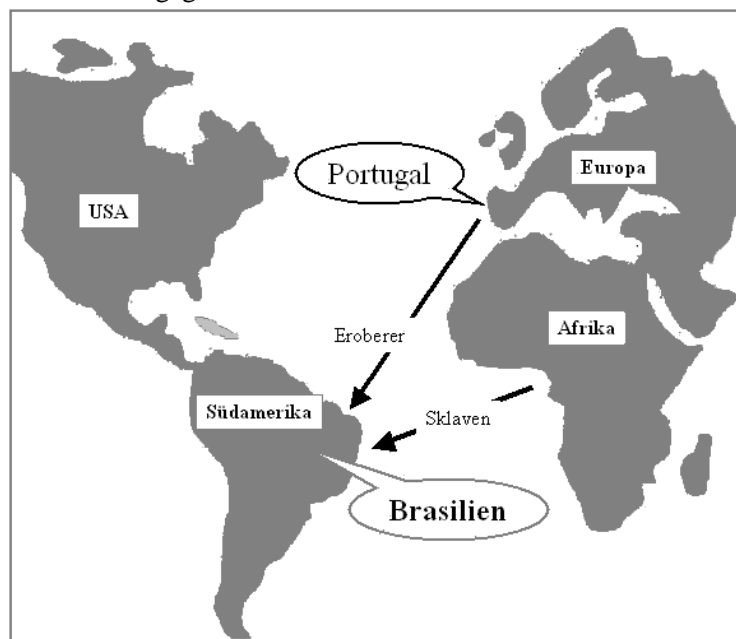 Portugal
Europa
USA
Eroberer
Afrika
Südamerika
Sklaven
Brasilien